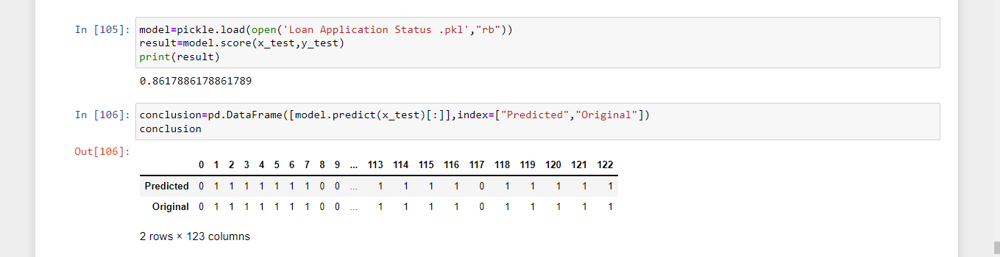 In [105]: model=pickle.load(open('Loan Application Status .pkl',"rb"))
result=model.score(x_test,y_test)
print(result)
0.8617886178861789
In [106]: conclusion=pd.DataFrame([model.predict(x_test)[:]],index=["Predicted","Original"])
conclusion
Out[106]:
0 1 2 3 4 5 6 7 8 9 ... 113 114 115 116 117 118 119 120 121 122
Predicted 0 1 1 1 1 1 1 1 0 0 ... 1 1 1 1 0 1 1 1 1 1
Original 0 1 1 1 1 1 1 1 0 0 ... 1 1 1 1 0 1 1 1 1 1
2 rows × 123 columns